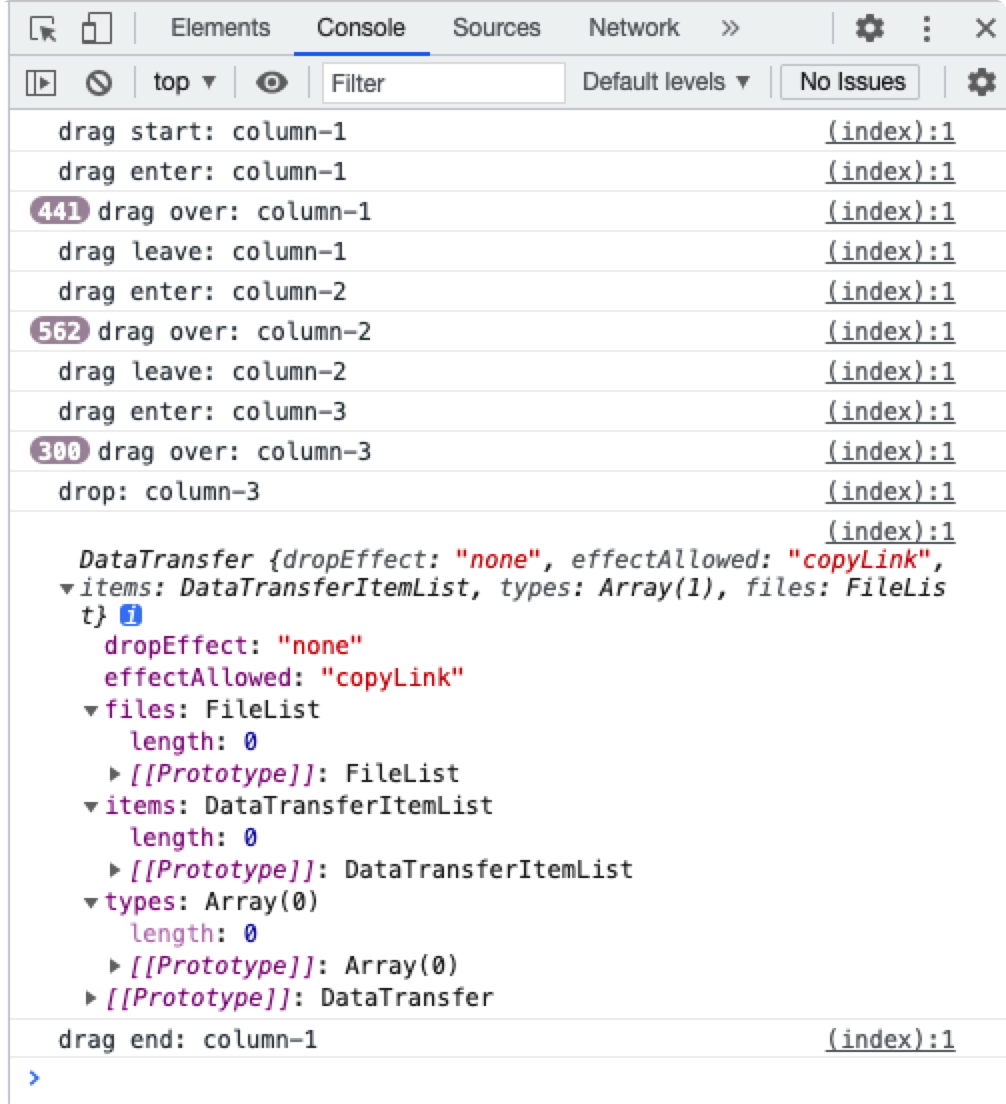 Elements Console Sources Network »
top ▼ Filter Default levels ▼ No Issues
drag start: column-1 (index):1
drag enter: column-1 (index):1
441 drag over: column-1 (index):1
drag leave: column-1 (index):1
drag enter: column-2 (index):1
562 drag over: column-2 (index):1
drag leave: column-2 (index):1
drag enter: column-3 (index):1
300 drag over: column-3 (index):1
drop: column-3 (index):1
(index):1
DataTransfer {dropEffect: "none", effectAllowed: "copyLink",
▼ items: DataTransferItemList, types: Array(1), files: FileLis
t} i
dropEffect: "none"
effectAllowed: "copyLink"
▼ files: FileList
length: 0
▶ [[Prototype]]: FileList
▼ items: DataTransferItemList
length: 0
▶ [[Prototype]]: DataTransferItemList
▼ types: Array(0)
length: 0
▶ [[Prototype]]: Array(0)
▶ [[Prototype]]: DataTransfer
drag end: column-1 (index):1
>